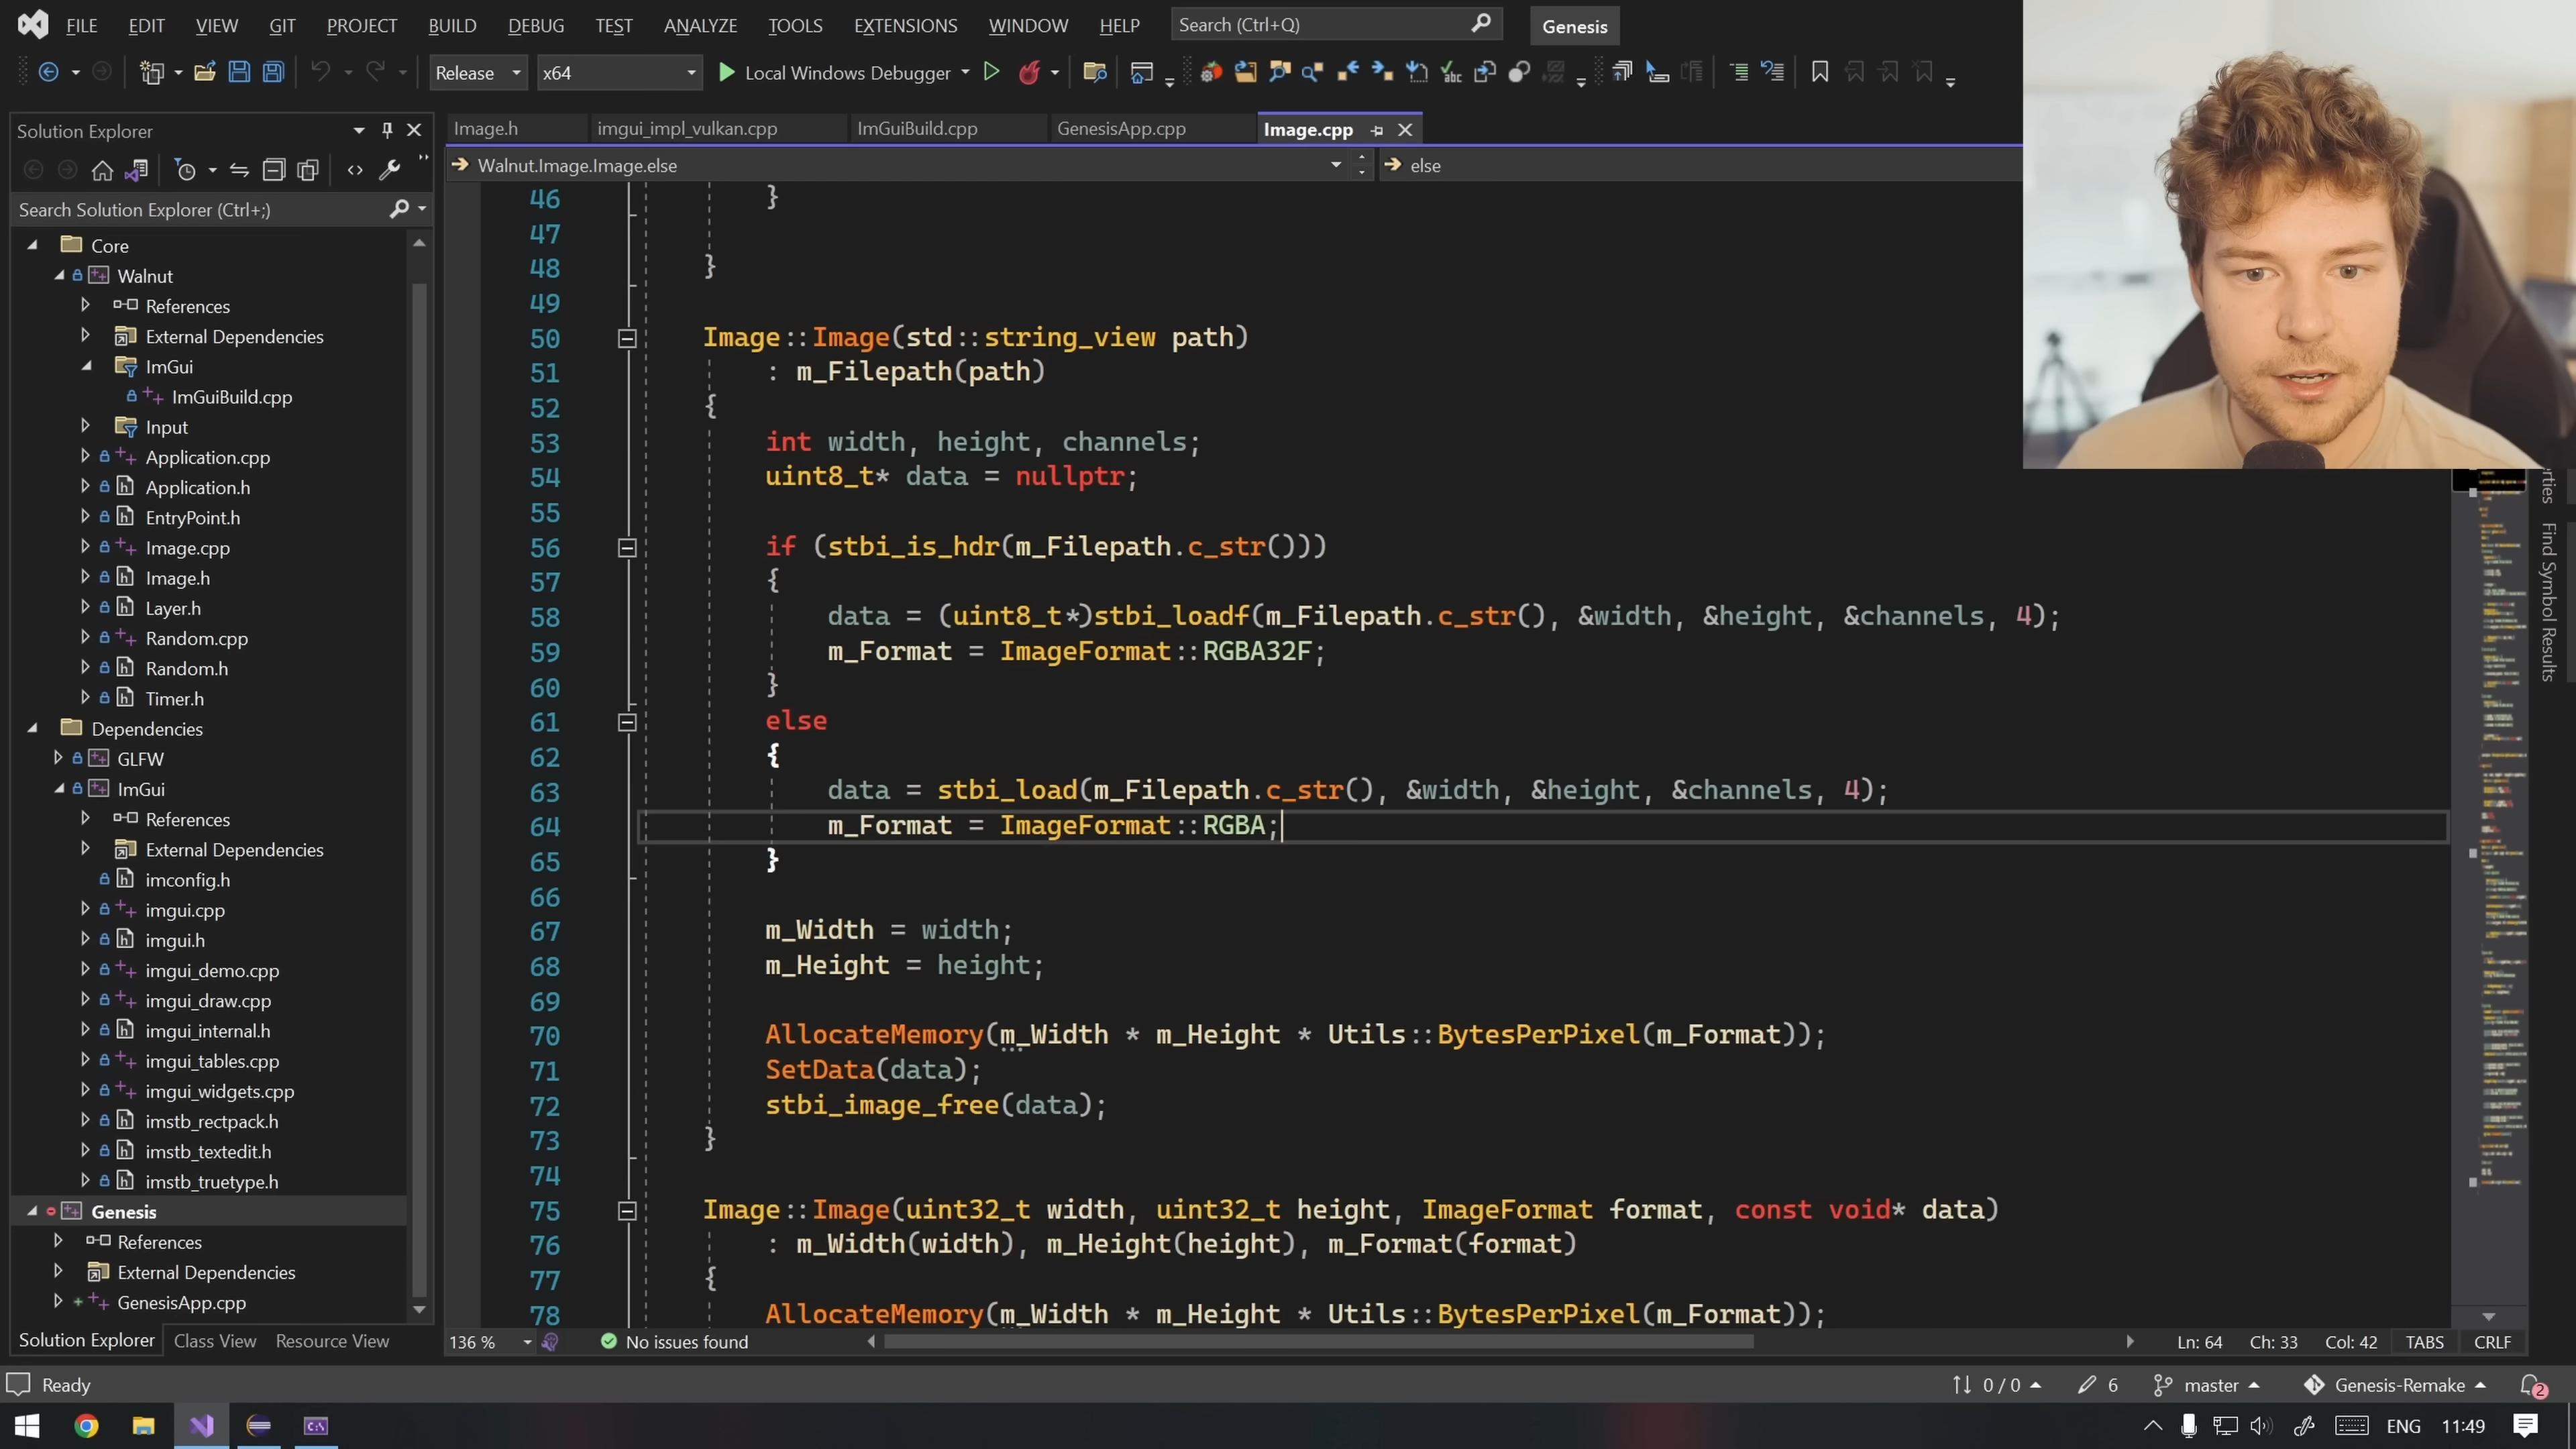 FILE EDIT VIEW GIT PROJECT BUILD DEBUG TEST ANALYZE TOOLS EXTENSIONS WINDOW HELP Search (Ctrl+Q) Genesis
Release x64 Local Windows Debugger
Solution Explorer
Search Solution Explorer (Ctrl+;)
Core
Walnut
References
External Dependencies
ImGui
ImGuiBuild.cpp
Input
Application.cpp
Application.h
EntryPoint.h
Image.cpp
Image.h
Layer.h
Random.cpp
Random.h
Timer.h
Dependencies
GLFW
ImGui
References
External Dependencies
imconfig.h
imgui.cpp
imgui.h
imgui_demo.cpp
imgui_draw.cpp
imgui_internal.h
imgui_tables.cpp
imgui_widgets.cpp
imstb_rectpack.h
imstb_textedit.h
imstb_truetype.h
Genesis
References
External Dependencies
GenesisApp.cpp
Solution Explorer Class View Resource View
Image.h imgui_impl_vulkan.cpp ImGuiBuild.cpp GenesisApp.cpp Image.cpp
Walnut.Image.Image.else else
46 }
47
48 }
49
50 Image::Image(std::string_view path)
51 : m_Filepath(path)
52 {
53 int width, height, channels;
54 uint8_t* data = nullptr;
55
56 if (stbi_is_hdr(m_Filepath.c_str()))
57 {
58 data = (uint8_t*)stbi_loadf(m_Filepath.c_str(), &width, &height, &channels, 4);
59 m_Format = ImageFormat::RGBA32F;
60 }
61 else
62 {
63 data = stbi_load(m_Filepath.c_str(), &width, &height, &channels, 4);
64 m_Format = ImageFormat::RGBA;
65 }
66
67 m_Width = width;
68 m_Height = height;
69
70 AllocateMemory(m_Width * m_Height * Utils::BytesPerPixel(m_Format));
71 SetData(data);
72 stbi_image_free(data);
73 }
74
75 Image::Image(uint32_t width, uint32_t height, ImageFormat format, const void* data)
76 : m_Width(width), m_Height(height), m_Format(format)
77 {
78 AllocateMemory(m_Width * m_Height * Utils::BytesPerPixel(m_Format));
erties
Find Symbol Results
136 % No issues found Ln: 64 Ch: 33 Col: 42 TABS CRLF
Ready 0 / 0 6 master Genesis-Remake 2
ENG 11:49